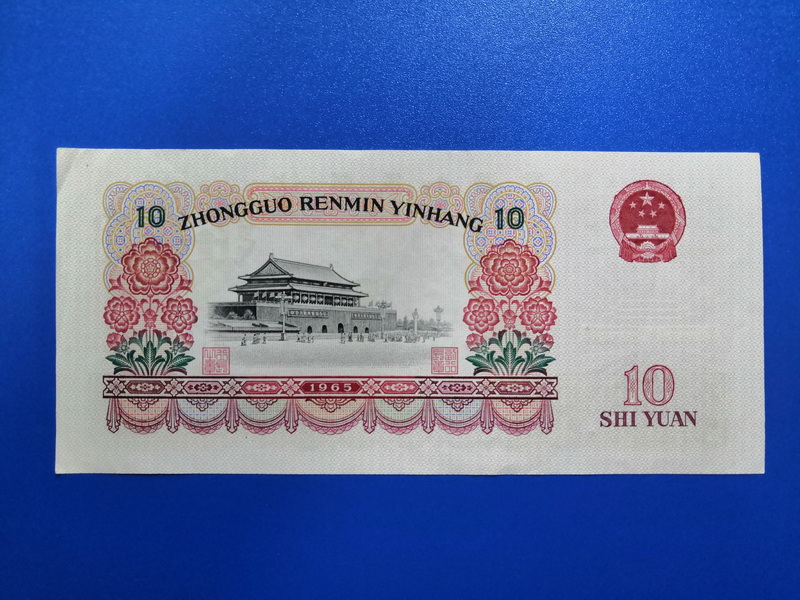 10 ZHONGGUO RENMIN YINHANG 10
1965
10
SHI YUAN